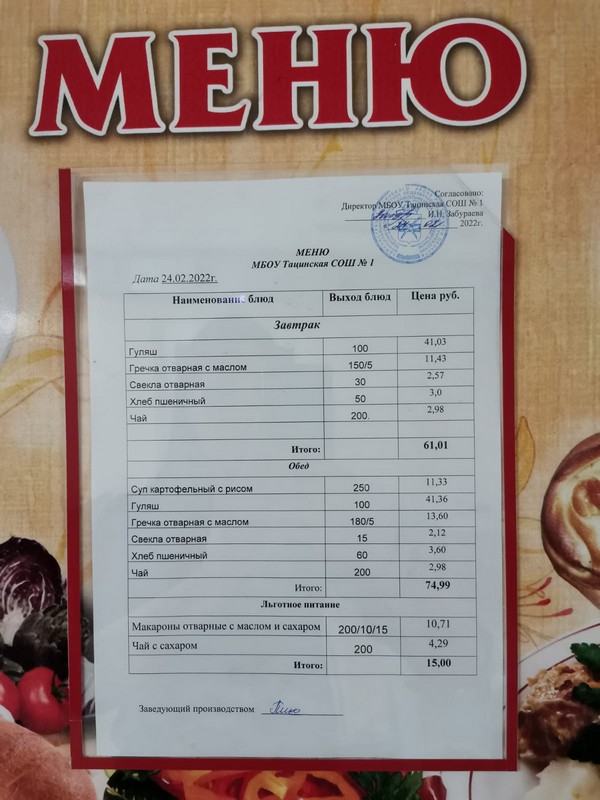 МЕНЮ
Согласовано:
Директор МБОУ Тацинская СОШ № 1
И.Н. Забураева
2022г.
МЕНЮ
МБОУ Тацинская СОШ № 1
Дата 24.02.2022г.
Наименование блюд Выход блюд Цена руб.
Завтрак
Гуляш 100 41,03
Гречка отварная с маслом 150/5 11,43
Свекла отварная 30 2,57
Хлеб пшеничный 50 3,0
Чай 200. 2,98
Итого: 61,01
Обед
Суп картофельный с рисом 250 11,33
Гуляш 100 41,36
Гречка отварная с маслом 180/5 13,60
Свекла отварная 15 2,12
Хлеб пшеничный 60 3,60
Чай 200 2,98
Итого: 74,99
Льготное питание
Макароны отварные с маслом и сахаром 200/10/15 10,71
Чай с сахаром 200 4,29
Итого: 15,00
Заведующий производством